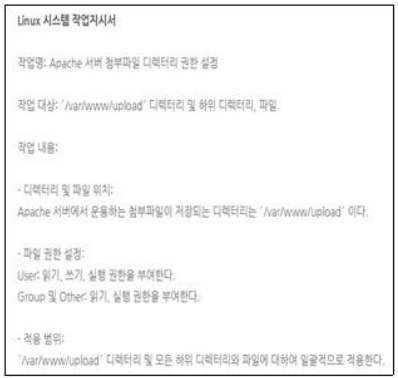 Linux 시스템 작업지시서
작업명: Apache 서버 첨부파일 디렉터리 권한 설정
작업 대상: '/var/www/upload' 디렉터리 및 하위 디렉터리, 파일
작업 내용:
- 디렉터리 및 파일 위치:
Apache 서버에서 운용하는 첨부파일이 저장되는 디렉터리는 '/var/www/upload' 이다.
- 파일 권한 설정:
User: 읽기, 쓰기, 실행 권한을 부여한다.
Group 및 Other: 읽기, 실행 권한을 부여한다.
- 적용 범위:
'/var/www/upload' 디렉터리 및 모든 하위 디렉터리와 파일에 대하여 일괄적으로 적용한다.